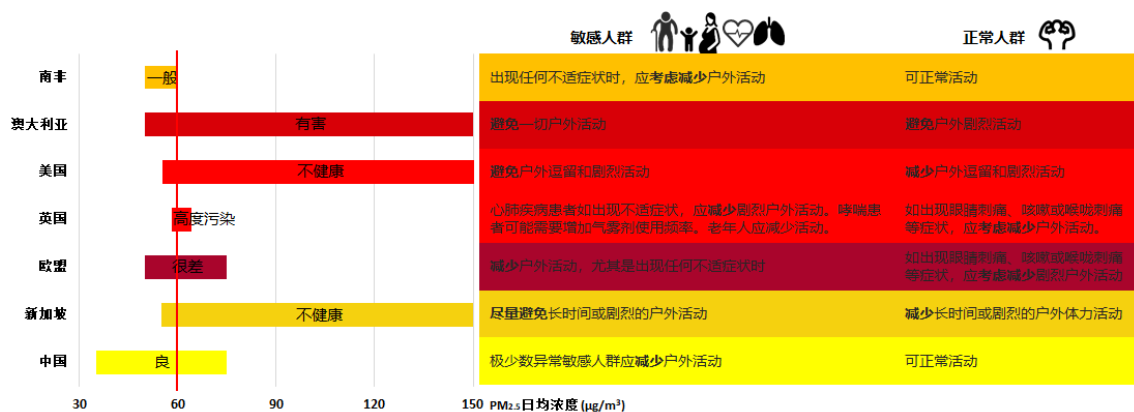 敏感人群 正常人群
南非 一般 出现任何不适症状时，应考虑减少户外活动 可正常活动
澳大利亚 有害 避免一切户外活动 避免户外剧烈活动
美国 不健康 避免户外逗留和剧烈活动 减少户外逗留和剧烈活动
英国 高度污染 心肺疾病患者如出现不适症状，应减少剧烈户外活动。哮喘患 如出现眼睛刺痛、咳嗽或喉咙刺痛
者可能需要增加气雾剂使用频率。老年人应减少活动。 等症状，应考虑减少户外活动。
欧盟 很差 减少户外活动，尤其是出现任何不适症状时 如出现眼睛刺痛、咳嗽或喉咙刺痛
等症状，应考虑减少剧烈户外活动
新加坡 不健康 尽量避免长时间或剧烈的户外活动 减少长时间或剧烈的户外体力活动
中国 良 极少数异常敏感人群应减少户外活动 可正常活动
30 60 90 120 150 PM2.5日均浓度 (μg/m³)